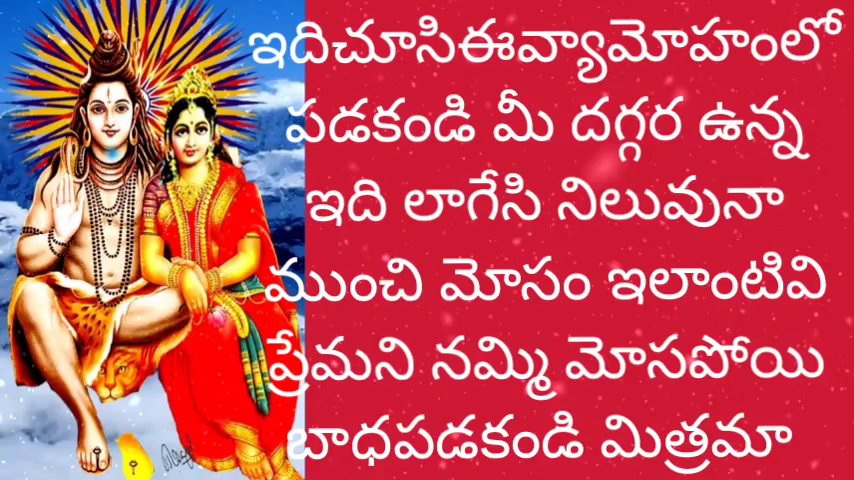 ఇదిచూసిఈవ్యామోహంలో
పడకండి మీ దగ్గర ఉన్న
ఇది లాగేసి నిలువునా
ముంచి మోసం ఇలాంటివి
ప్రేమని నమ్మి మోసపోయి
బాధపడకండి మిత్రమా